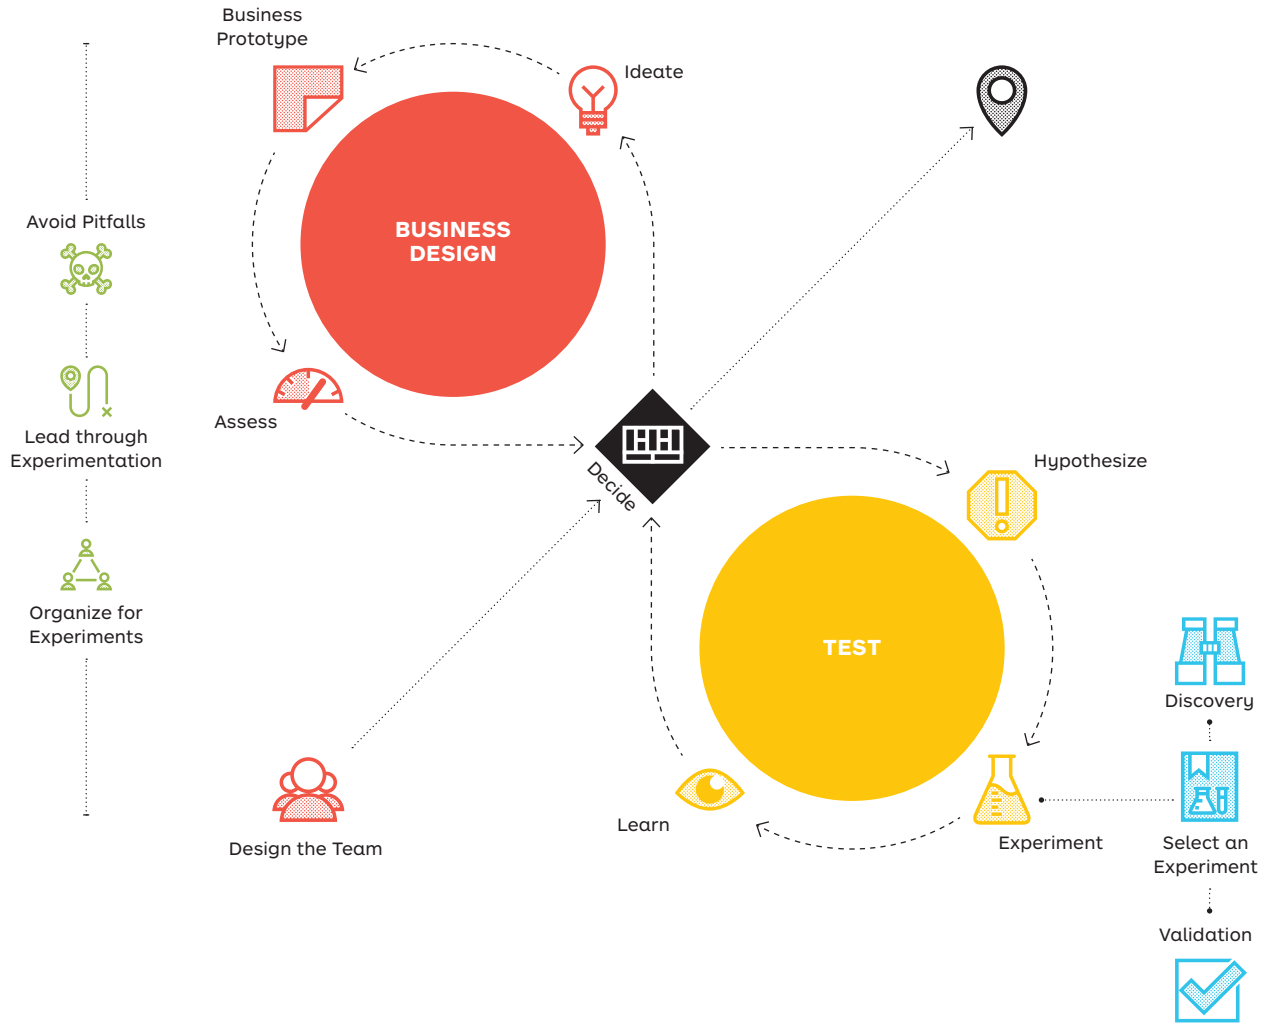 Business
Prototype
Ideate
BUSINESS
DESIGN
Assess
Decide
Avoid Pitfalls
Lead through
Experimentation
Organize for
Experiments
Design the Team
Hypothesize
TEST
Learn
Experiment
Discovery
Select an
Experiment
Validation